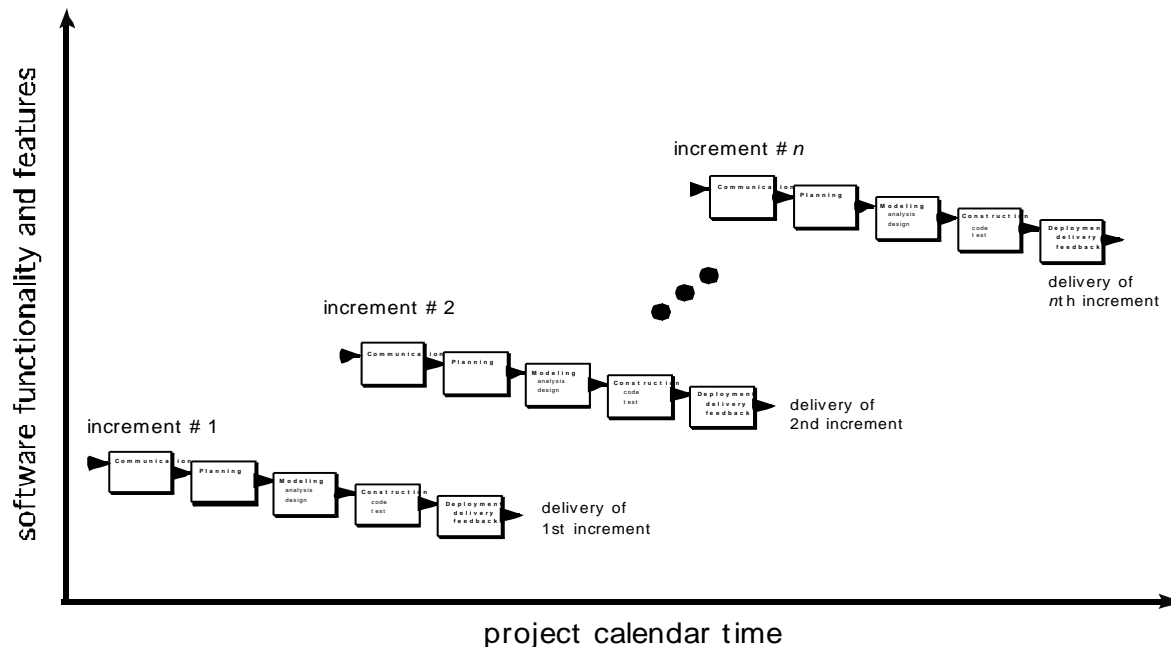 software functionality and features
increment # n
Communication
Planning
Modeling
analysis
design
Construction
code
test
Deployment
delivery
feedback
delivery of
nth increment
increment # 2
Communication
Planning
Modeling
analysis
design
Construction
code
test
Deployment
delivery
feedback
delivery of
2nd increment
increment # 1
Communication
Planning
Modeling
analysis
design
Construction
code
test
Deployment
delivery
feedback
delivery of
1st increment
project calendar time